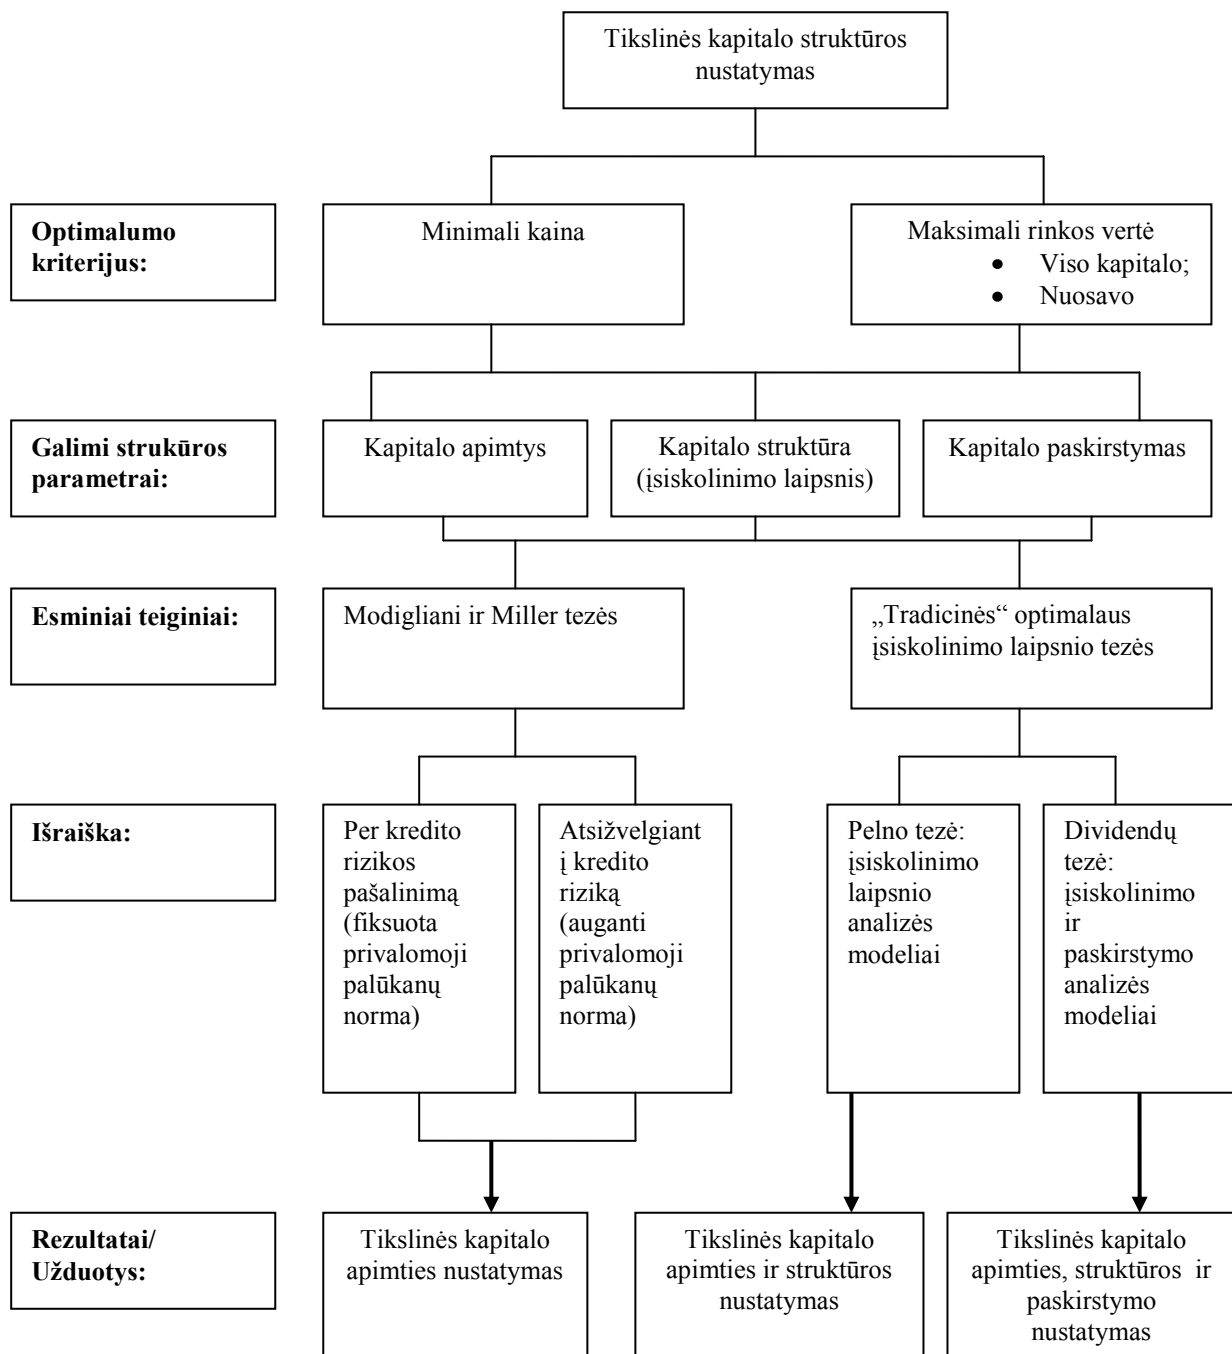 Tikslinės kapitalo struktūros
nustatymas
Optimalumo
kriterijus:
Minimali kaina
Maksimali rinkos vertė
• Viso kapitalo;
• Nuosavo
Galimi strukūros
parametrai:
Kapitalo apimtys
Kapitalo struktūra
(įsiskolinimo laipsnis)
Kapitalo paskirstymas
Esminiai teiginiai:
Modigliani ir Miller tezės
„Tradicinės“ optimalaus
įsiskolinimo laipsnio tezės
Išraiška:
Per kredito
rizikos
pašalinimą
(fiksuota
privalomoji
palūkanų
norma)
Atsižvelgiant
į kredito
riziką
(auganti
privalomoji
palūkanų
norma)
Pelno tezė:
įsiskolinimo
laipsnio
analizės
modeliai
Dividendų
tezė:
įsiskolinimo
ir
paskirstymo
analizės
modeliai
Rezultatai/
Užduotys:
Tikslinės kapitalo
apimties nustatymas
Tikslinės kapitalo
apimties ir struktūros
nustatymas
Tikslinės kapitalo
apimties, struktūros ir
paskirstymo
nustatymas